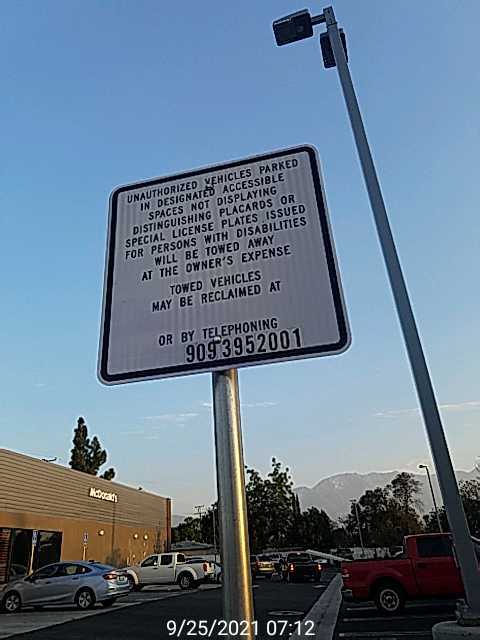 UNAUTHORIZED VEHICLES PARKED
IN DESIGNATED ACCESSIBLE
SPACES NOT DISPLAYING
DISTINGUISHING PLACARDS OR
SPECIAL LICENSE PLATES ISSUED
FOR PERSONS WITH DISABILITIES
WILL BE TOWED AWAY
AT THE OWNER'S EXPENSE
TOWED VEHICLES
MAY BE RECLAIMED AT
OR BY TELEPHONING
909 3952001
McDonald's
9/25/2021 07:12